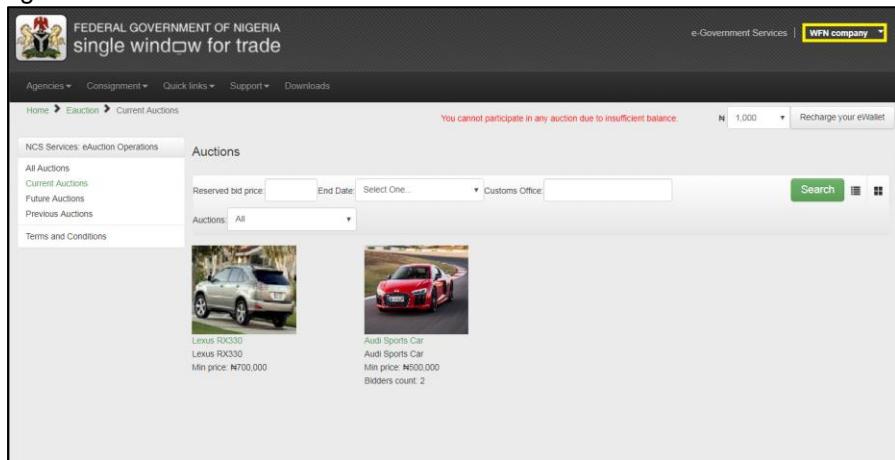 FEDERAL GOVERNMENT OF NIGERIA
single window for trade
e-Government Services | WFN company
Agencies Consignment Quick links Support Downloads
Home Eauction Current Auctions
You cannot participate in any auction due to insufficient balance.
₦ 1,000 Recharge your eWallet
NCS Services: eAuction Operations
All Auctions
Current Auctions
Future Auctions
Previous Auctions
Terms and Conditions
Auctions
Reserved bid price: End Date: Select One... Customs Office: Search
Auctions: All
Lexus RX330
Lexus RX330
Min price: ₦700,000
Audi Sports Car
Audi Sports Car
Min price: ₦500,000
Bidders count: 2